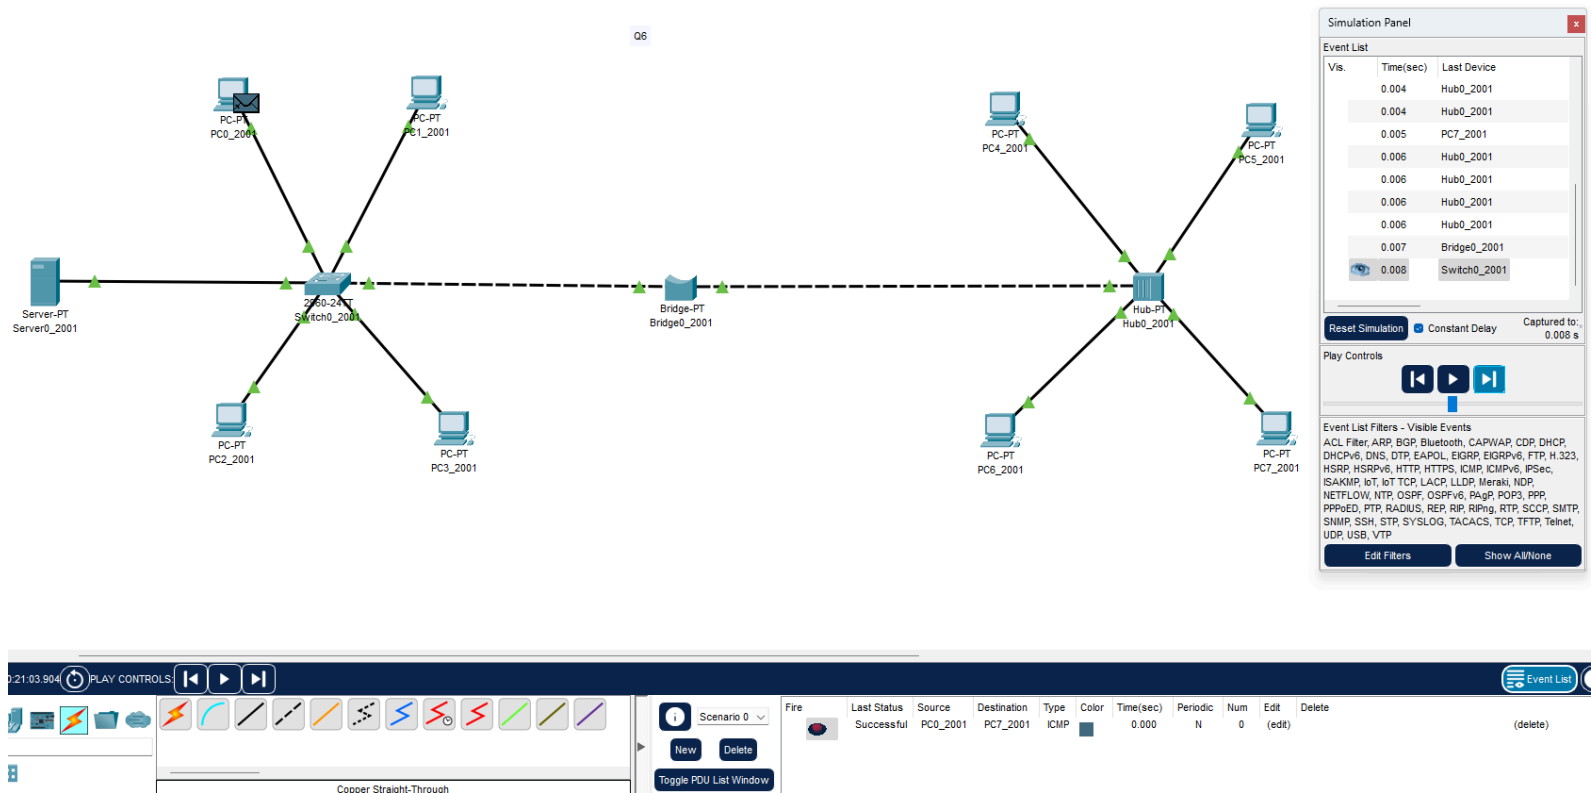 Q6
PC-PT
PC0_2001
PC-PT
PC1_2001
Server-PT
Server0_2001
2960-24TT
Switch0_2001
PC-PT
PC2_2001
PC-PT
PC3_2001
Bridge-PT
Bridge0_2001
PC-PT
PC4_2001
PC-PT
PC5_2001
Hub-PT
Hub0_2001
PC-PT
PC6_2001
PC-PT
PC7_2001
Simulation Panel
x
Event List
Vis. Time(sec) Last Device
0.004 Hub0_2001
0.004 Hub0_2001
0.005 PC7_2001
0.006 Hub0_2001
0.006 Hub0_2001
0.006 Hub0_2001
0.006 Hub0_2001
0.007 Bridge0_2001
0.008 Switch0_2001
Reset Simulation Constant Delay Captured to:
0.008 s
Play Controls
Event List Filters - Visible Events
ACL Filter, ARP, BGP, Bluetooth, CAPWAP, CDP, DHCP,
DHCPv6, DNS, DTP, EAPOL, EIGRP, EIGRPv6, FTP, H.323,
HSRP, HSRPv6, HTTP, HTTPS, ICMP, ICMPv6, IPSec,
ISAKMP, IoT, IoT TCP, LACP, LLDP, Meraki, NDP,
NETFLOW, NTP, OSPF, OSPFv6, PAgP, POP3, PPP,
PPPoED, PTP, RADIUS, REP, RIP, RIPng, RTP, SCCP, SMTP,
SNMP, SSH, STP, SYSLOG, TACACS, TCP, TFTP, Telnet,
UDP, USB, VTP
Edit Filters Show All/None
0:21:03.904 PLAY CONTROLS:
Event List
Scenario 0
New Delete
Toggle PDU List Window
Fire Last Status Source Destination Type Color Time(sec) Periodic Num Edit Delete
Successful PC0_2001 PC7_2001 ICMP 0.000 N 0 (edit) (delete)
Copper Straight-Through